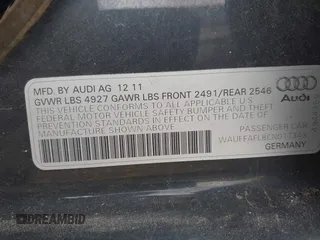 MFD. BY AUDI AG 12 11
GVWR LBS 4927 GAWR LBS FRONT 2491/REAR 2546
THIS VEHICLE CONFORMS TO ALL APPLICABLE U.S.
FEDERAL MOTOR VEHICLE SAFETY BUMPER AND THEFT
PREVENTION STANDARDS IN EFFECT ON THE DATE OF
MANUFACTURE SHOWN ABOVE
Audi
PASSENGER CAR
GERMANY
DREAMBID